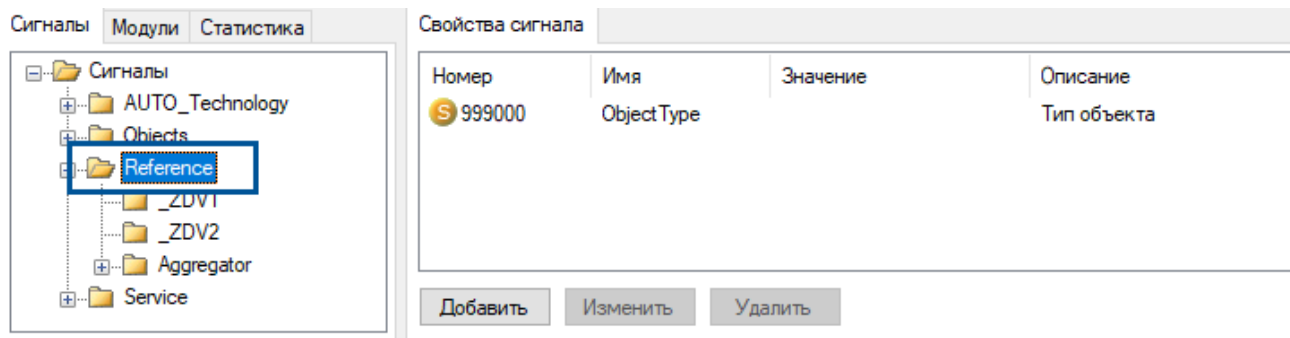 Сигналы Модули Статистика
Сигналы
AUTO_Technology
Objects
Reference
_ZDV1
_ZDV2
Aggregator
Service
Свойства сигнала
Номер Имя Значение Описание
S 999000 ObjectType Тип объекта
Добавить Изменить Удалить